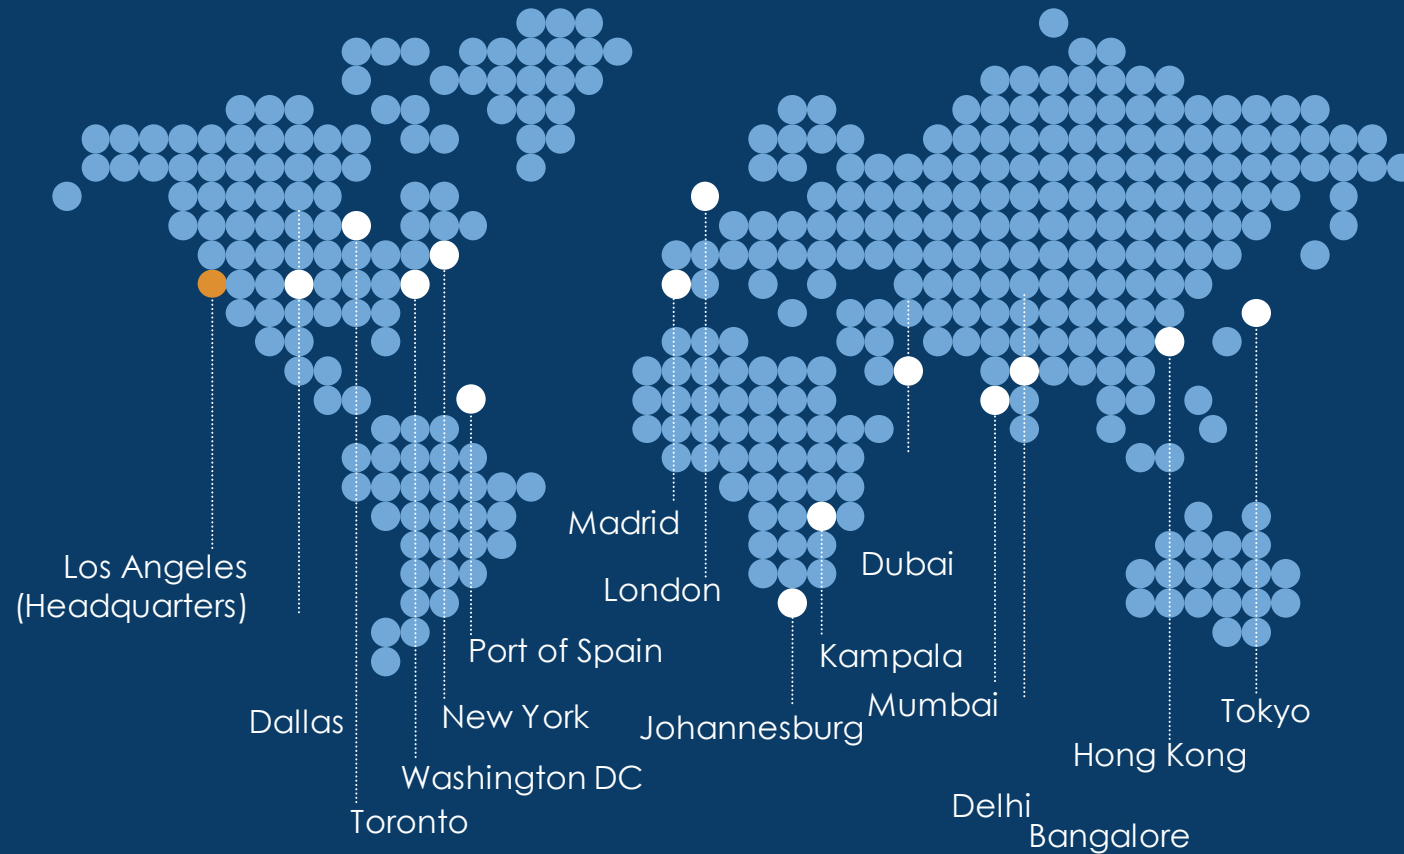 Madrid
Dubai
Los Angeles
(Headquarters)
London
Port of Spain
Kampala
Mumbai
Dallas
New York
Johannesburg
Tokyo
Hong Kong
Washington DC
Delhi
Toronto
Bangalore